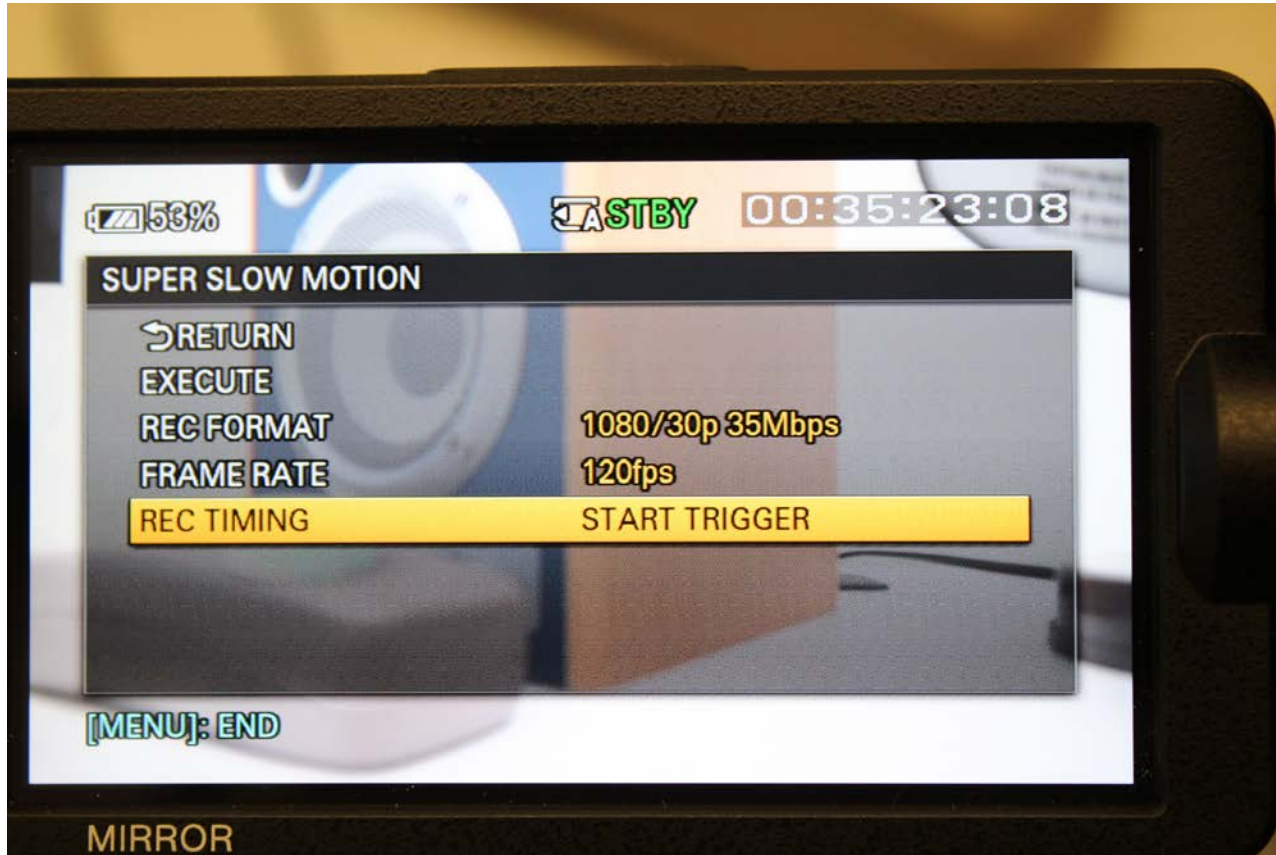 53% A STBY 00:35:23:08
SUPER SLOW MOTION
RETURN
EXECUTE
REC FORMAT 1080/30p 35Mbps
FRAME RATE 120fps
REC TIMING START TRIGGER
[MENU]: END
MIRROR